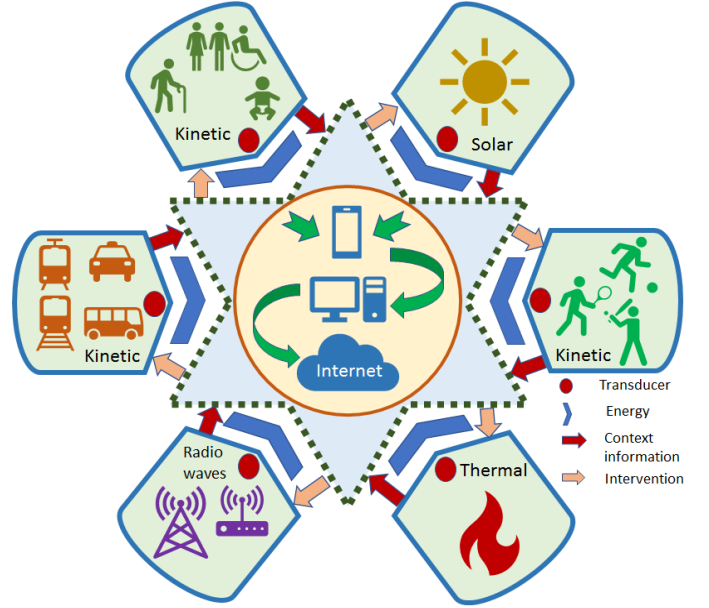 Kinetic
Solar
Kinetic
Kinetic
Internet
Radio
waves
Thermal
Transducer
Energy
Context
information
Intervention